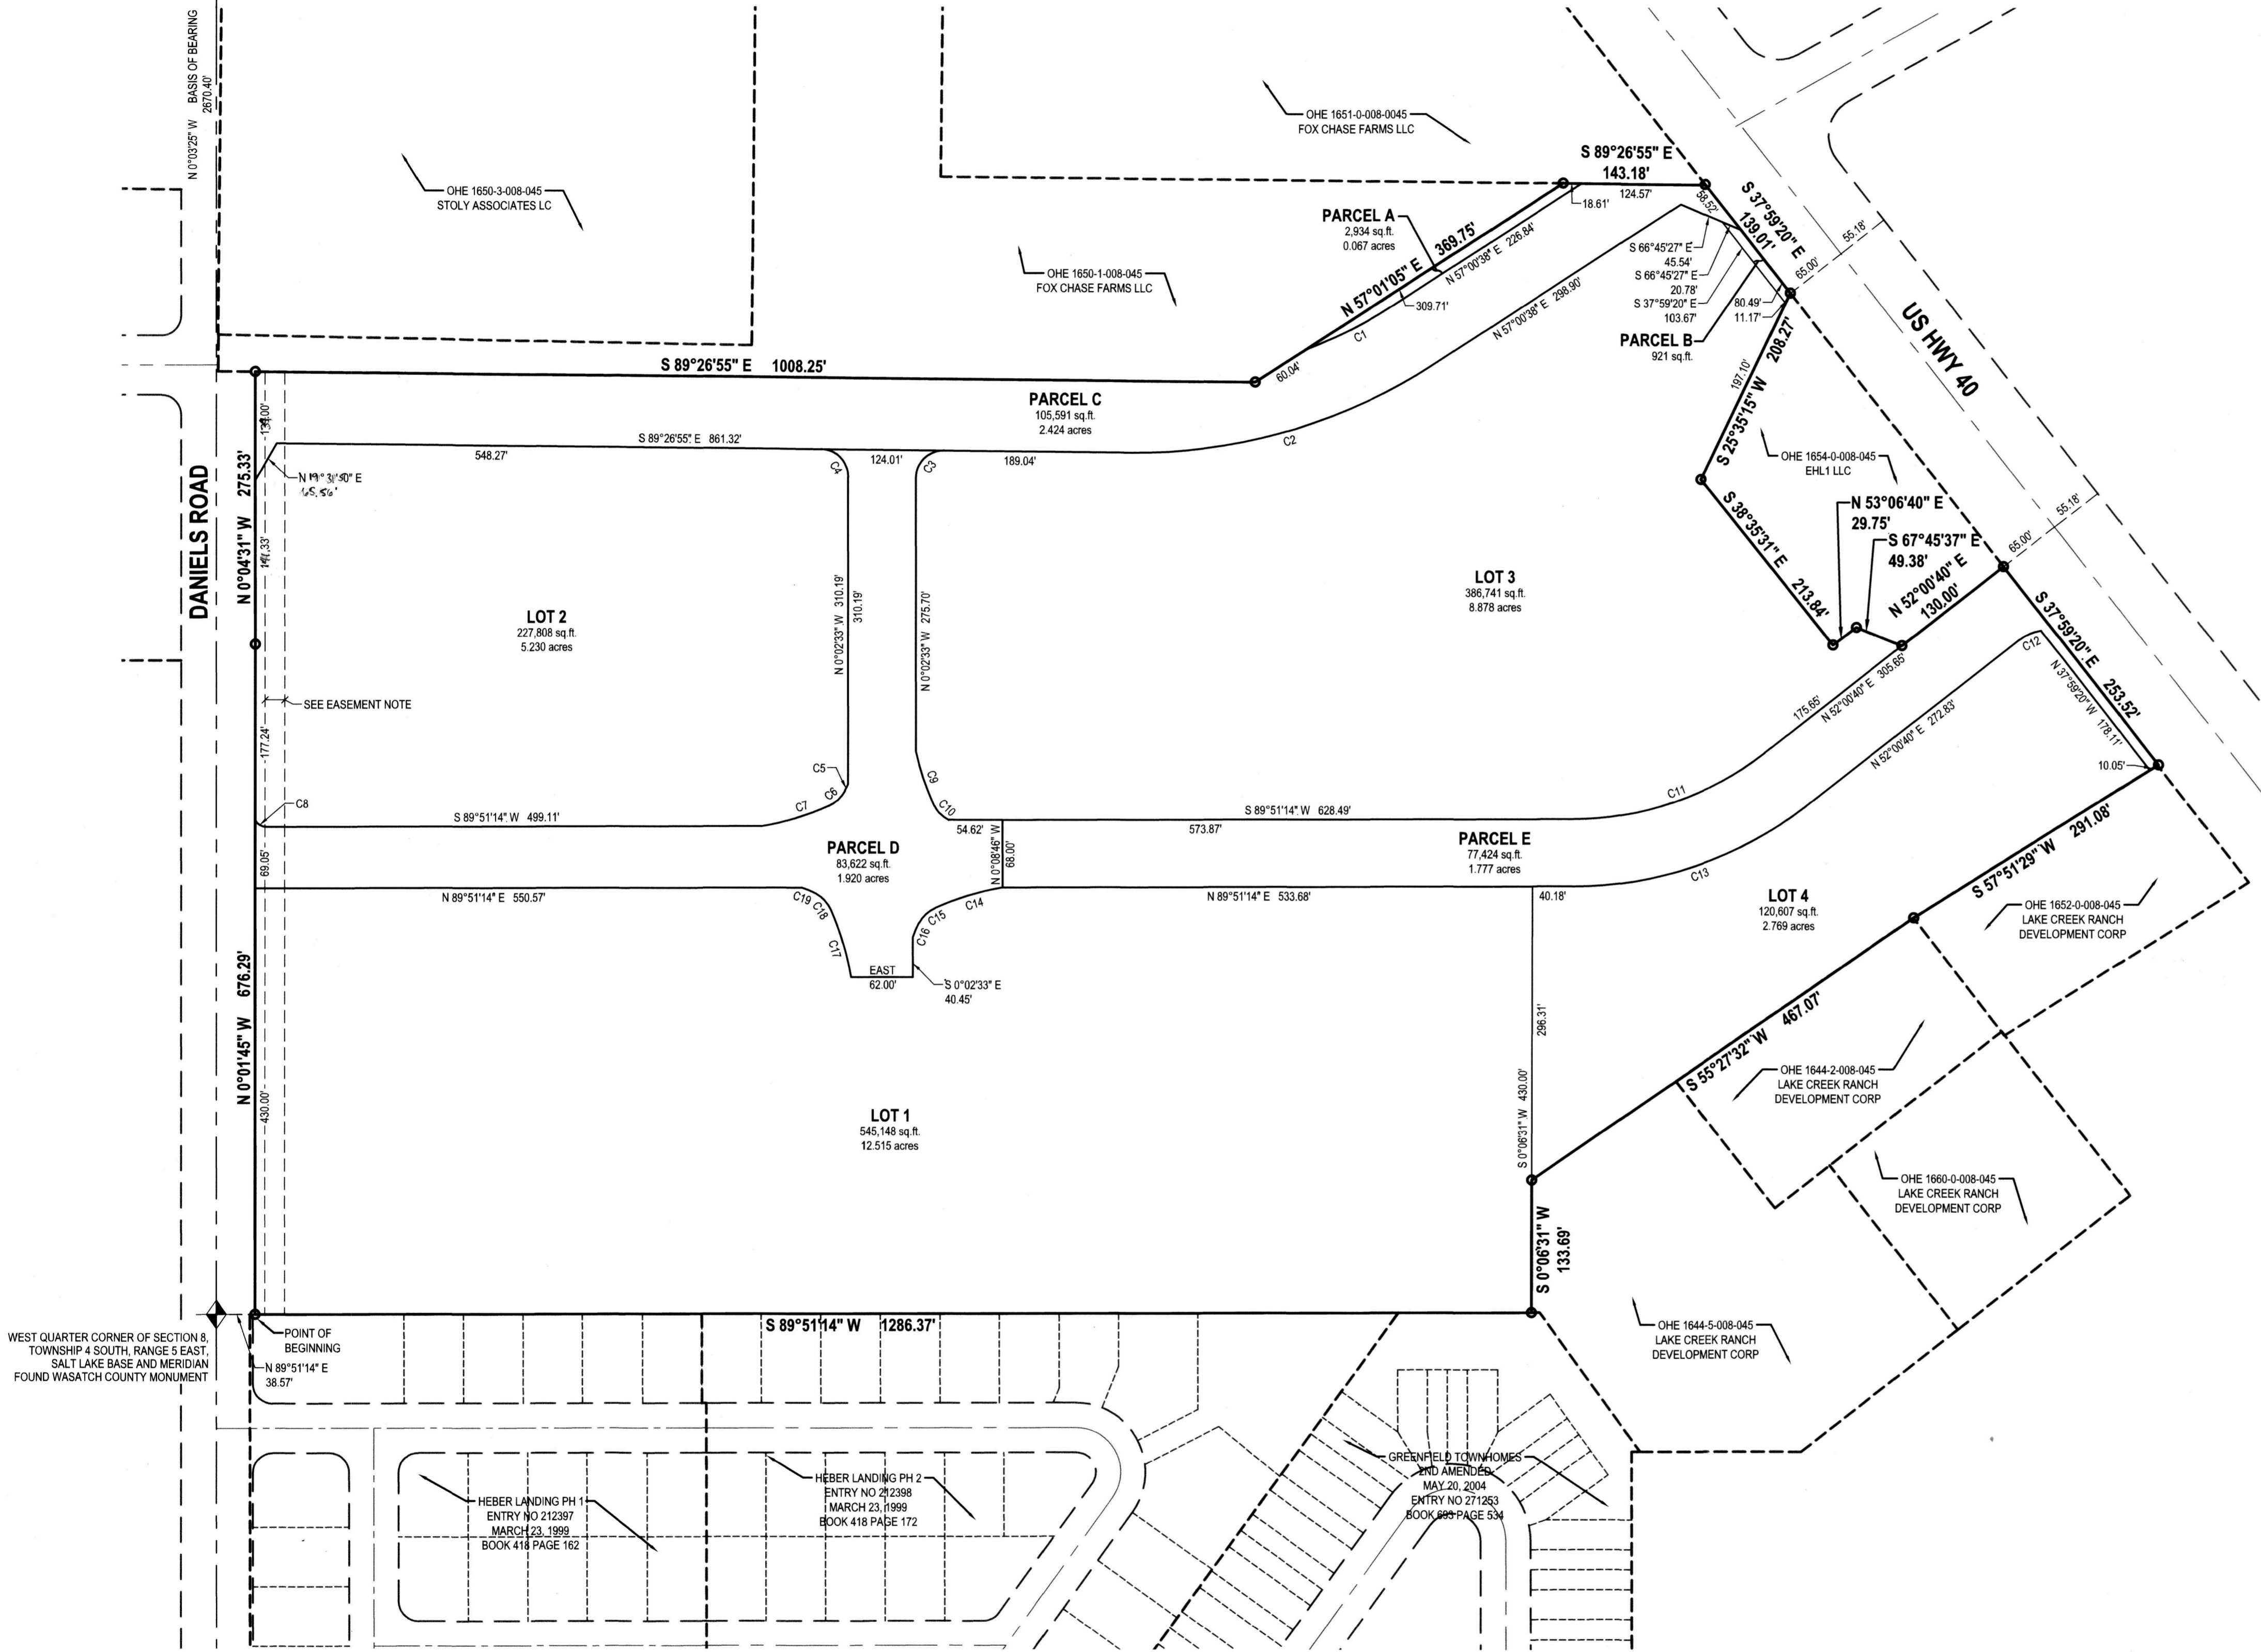 N 0°03'25" W BASIS OF BEARING
2670.40'
OHE 1650-3-008-045
STOLY ASSOCIATES LC
OHE 1651-0-008-0045
FOX CHASE FARMS LLC
OHE 1650-1-008-045
FOX CHASE FARMS LLC
S 89°26'55" E
143.18'
124.57'
18.61'
58.52'
S 37°59'20" E
139.01'
55.18'
65.00'
PARCEL A
2,934 sq.ft.
0.067 acres
N 57°01'05" E 369.75'
N 57°00'38" E 226.84'
309.71'
C1
60.04'
N 57°00'38" E 298.90'
S 66°45'27" E
45.54'
S 66°45'27" E
20.78'
S 37°59'20" E
103.67'
80.49'
11.17'
PARCEL B
921 sq.ft.
US HWY 40
S 89°26'55" E 1008.25'
PARCEL C
105,591 sq.ft.
2.424 acres
C2
S 89°26'55" E 861.32'
548.27'
124.01'
189.04'
C4
C3
N 19°31'50" E
65.56'
DANIELS ROAD
N 0°04'31" W 275.33'
197.10'
S 25°35'15" W 208.27'
OHE 1654-0-008-045
EHL1 LLC
N 53°06'40" E
29.75'
S 67°45'37" E
49.38'
S 38°35'31" E 213.84'
N 52°00'40" E
130.00'
65.00'
55.18'
LOT 2
227,808 sq.ft.
5.230 acres
N 0°02'33" W 310.19'
310.19'
N 0°02'33" W 275.70'
LOT 3
386,741 sq.ft.
8.878 acres
SEE EASEMENT NOTE
177.24'
S 37°59'20" E 253.52'
C12
N 37°59'20" W 178.11'
10.05'
175.65'
N 52°00'40" E 305.65'
N 52°00'40" E 272.83'
C5
C6
C7
C8
C9
C10
C11
S 89°51'14" W 499.11'
S 89°51'14" W 628.49'
54.62'
573.87'
N 0°08'46" W
68.00'
PARCEL D
83,622 sq.ft.
1.920 acres
PARCEL E
77,424 sq.ft.
1.777 acres
69.05'
N 89°51'14" E 550.57'
C19
C18
C17
C16
C15
C14
N 89°51'14" E 533.68'
40.18'
C13
LOT 4
120,607 sq.ft.
2.769 acres
S 57°51'29" W 291.08'
OHE 1652-0-008-045
LAKE CREEK RANCH
DEVELOPMENT CORP
EAST
62.00'
S 0°02'33" E
40.45'
N 0°01'45" W 676.29'
430.00'
LOT 1
545,148 sq.ft.
12.515 acres
296.31'
S 0°06'31" W 430.00'
S 55°27'32" W 467.07'
OHE 1644-2-008-045
LAKE CREEK RANCH
DEVELOPMENT CORP
OHE 1660-0-008-045
LAKE CREEK RANCH
DEVELOPMENT CORP
S 0°06'31" W
133.69'
OHE 1644-5-008-045
LAKE CREEK RANCH
DEVELOPMENT CORP
S 89°51'14" W 1286.37'
WEST QUARTER CORNER OF SECTION 8,
TOWNSHIP 4 SOUTH, RANGE 5 EAST,
SALT LAKE BASE AND MERIDIAN
FOUND WASATCH COUNTY MONUMENT
POINT OF
BEGINNING
N 89°51'14" E
38.57'
HEBER LANDING PH 1
ENTRY NO 212397
MARCH 23, 1999
BOOK 418 PAGE 162
HEBER LANDING PH 2
ENTRY NO 212398
MARCH 23, 1999
BOOK 418 PAGE 172
GREENFIELD TOWNHOMES
2ND AMENDED
MAY 20, 2004
ENTRY NO 271253
BOOK 693 PAGE 534